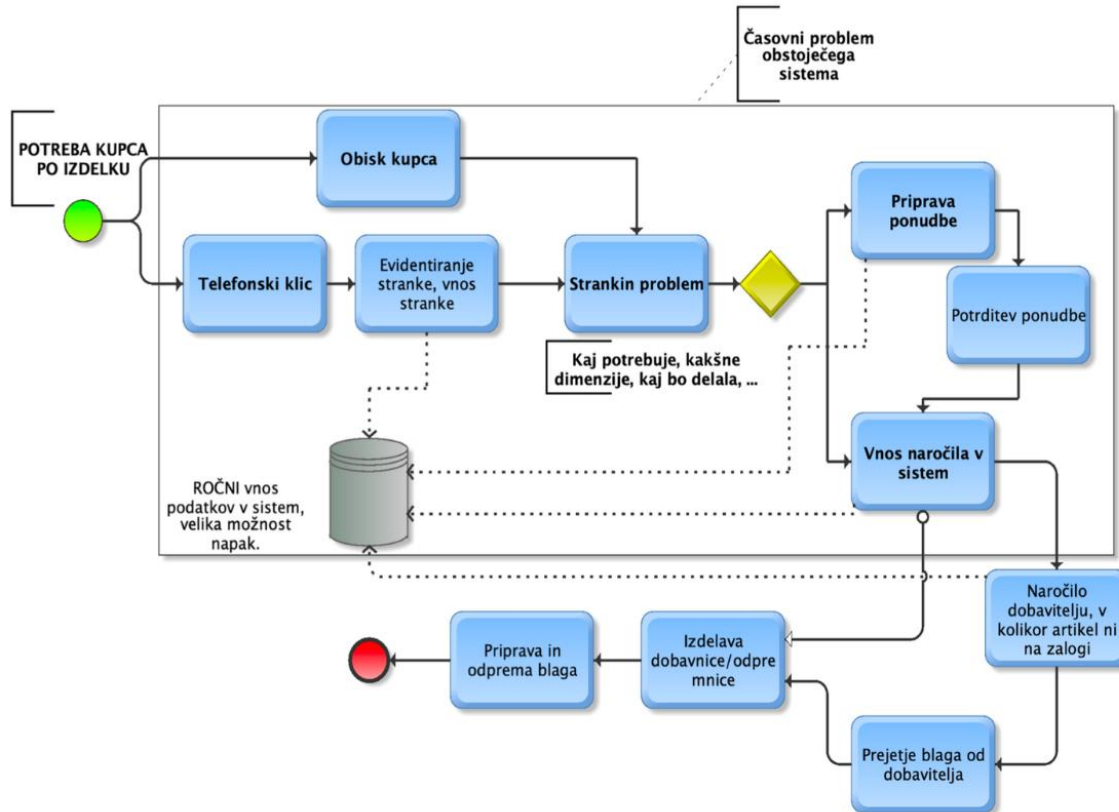 Časovni problem
obstoječega
sistema
POTREBA KUPCA
PO IZDELKU
Obisk kupca
Priprava
ponudbe
Telefonski klic
Evidentiranje
stranke, vnos
stranke
Strankin problem
Potrditev ponudbe
Kaj potrebuje, kakšne
dimenzije, kaj bo delala, ...
Vnos naročila v
sistem
ROČNI vnos
podatkov v sistem,
velika možnost
napak.
Naročilo
dobavitelju, v
kolikor artikel ni
na zalogi
Priprava in
odprema blaga
Izdelava
dobavnice/odpre
mnice
Prejetje blaga od
dobavitelja